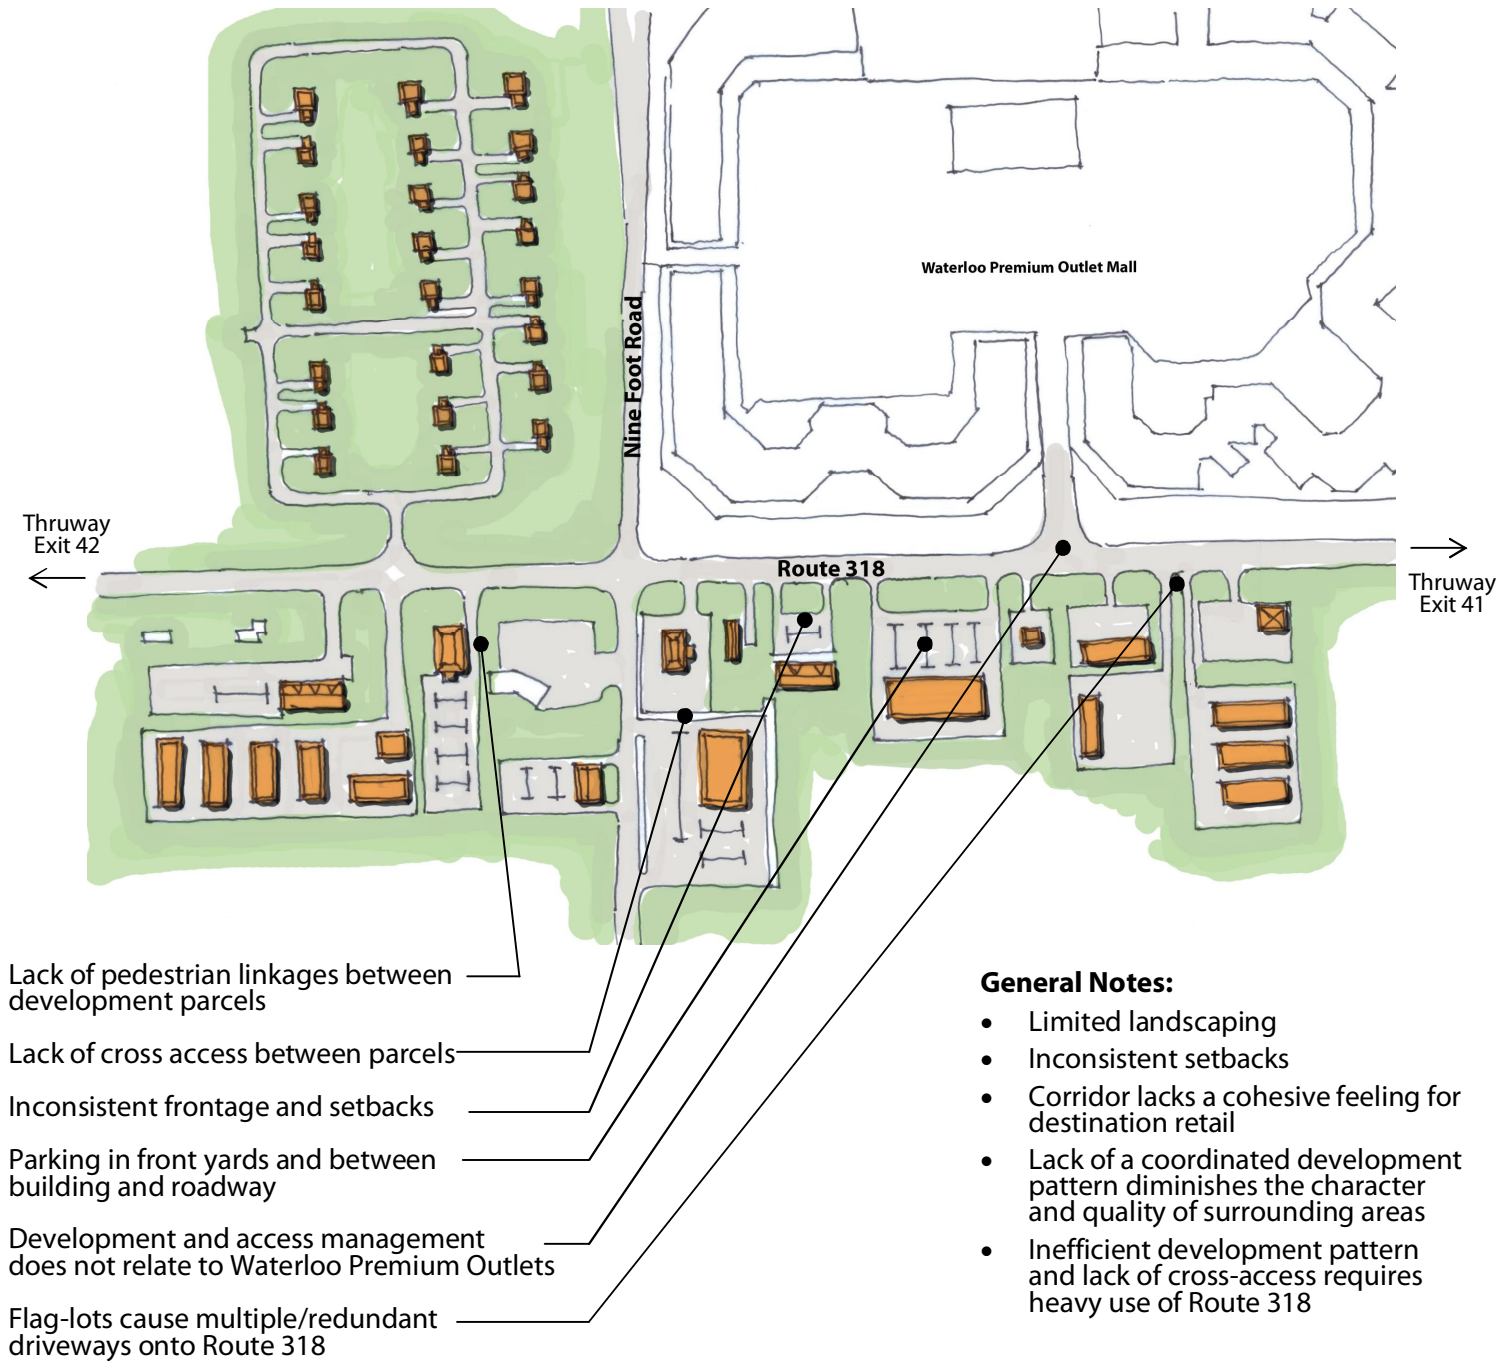 Waterloo Premium Outlet Mall
Nine Foot Road
Thruway
Exit 42
Route 318
Thruway
Exit 41
Lack of pedestrian linkages between
development parcels
Lack of cross access between parcels
Inconsistent frontage and setbacks
Parking in front yards and between
building and roadway
Development and access management
does not relate to Waterloo Premium Outlets
Flag-lots cause multiple/redundant
driveways onto Route 318
General Notes:
• Limited landscaping
• Inconsistent setbacks
• Corridor lacks a cohesive feeling for
destination retail
• Lack of a coordinated development
pattern diminishes the character
and quality of surrounding areas
• Inefficient development pattern
and lack of cross-access requires
heavy use of Route 318